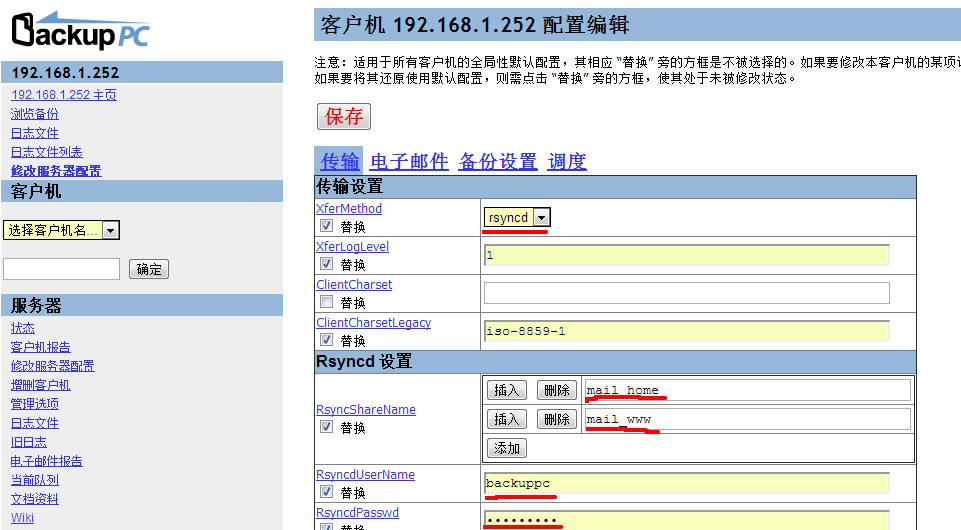 BackupPC
192.168.1.252
192.168.1.252 主页
浏览备份
日志文件
日志文件列表
修改服务器配置
客户机
选择客户机名...
确定
服务器
状态
客户机报告
修改服务器配置
增删客户机
管理选项
日志文件
旧日志
电子邮件报告
当前队列
文档资料
Wiki
客户机 192.168.1.252 配置编辑
注意：适用于所有客户机的全局性默认配置，其相应 “替换” 旁的方框是不被选择的。如果要修改本客户机的某项
如果要将其还原使用默认配置，则需点击 “替换” 旁的方框，使其处于未被修改状态。
保存
传输 电子邮件 备份设置 调度
传输设置
XferMethod
替换
rsyncd
XferLogLevel
替换
1
ClientCharset
替换
ClientCharsetLegacy
替换
iso-8859-1
Rsyncd 设置
RsyncShareName
替换
插入 删除 mail_home
插入 删除 mail_www
添加
RsyncdUserName
替换
backuppc
RsyncdPasswd
替换
•••••••••